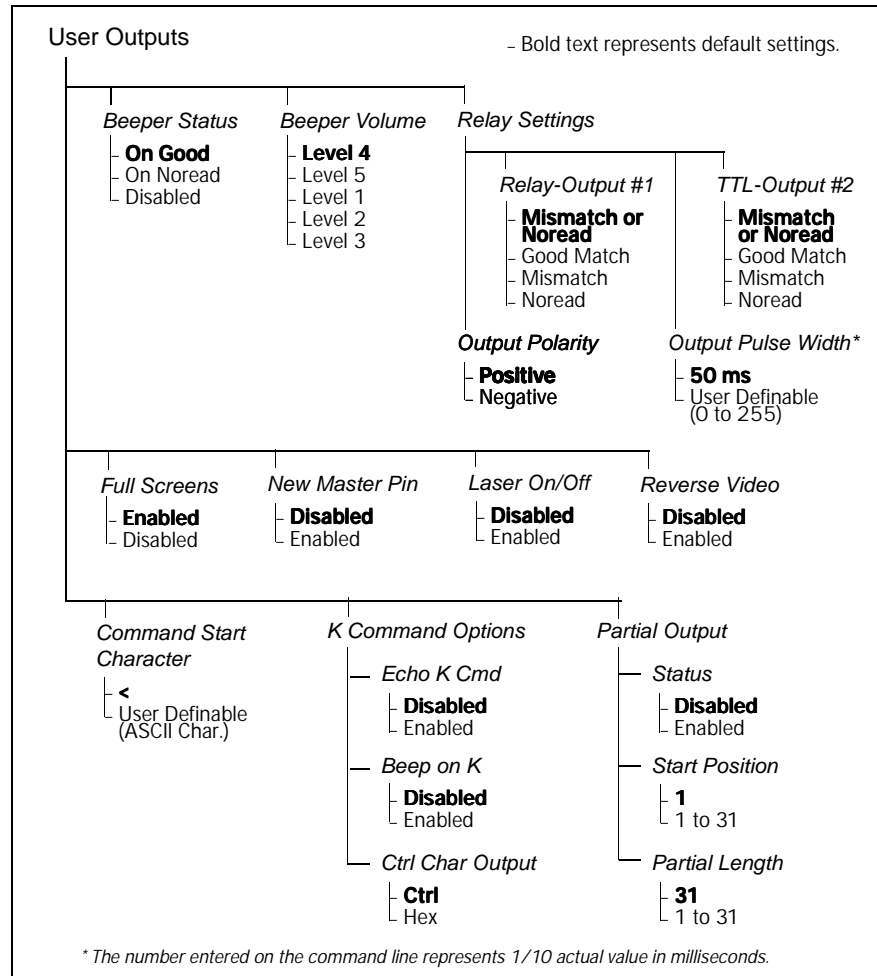 User Outputs
– Bold text represents default settings.
Beeper Status
On Good
On Noread
Disabled
Beeper Volume
Level 4
Level 5
Level 1
Level 2
Level 3
Relay Settings
Relay-Output #1
Mismatch or
Noread
Good Match
Mismatch
Noread
TTL-Output #2
Mismatch
or Noread
Good Match
Mismatch
Noread
Output Polarity
Positive
Negative
Output Pulse Width*
50 ms
User Definable
(0 to 255)
Full Screens
Enabled
Disabled
New Master Pin
Disabled
Enabled
Laser On/Off
Disabled
Enabled
Reverse Video
Disabled
Enabled
Command Start
Character
<
User Definable
(ASCII Char.)
K Command Options
Echo K Cmd
Disabled
Enabled
Beep on K
Disabled
Enabled
Ctrl Char Output
Ctrl
Hex
Partial Output
Status
Disabled
Enabled
Start Position
1
1 to 31
Partial Length
31
1 to 31
* The number entered on the command line represents 1/10 actual value in milliseconds.